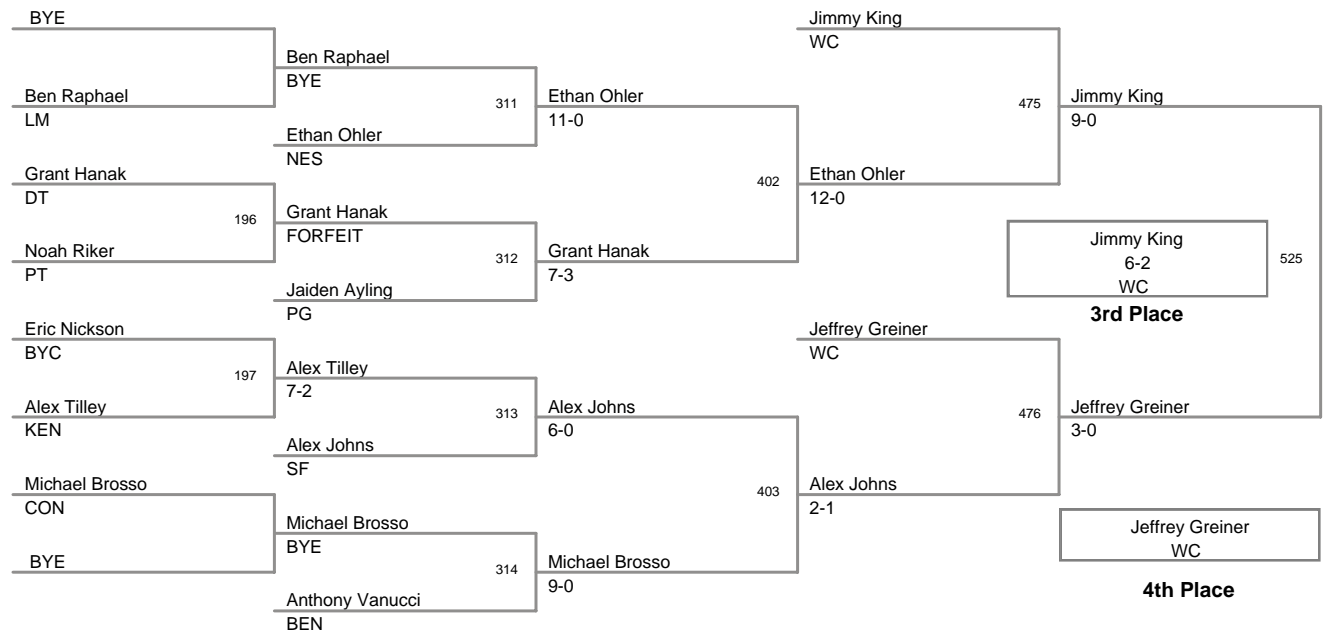 BYE
Ben Raphael
LM
Grant Hanak
DT
196
Noah Riker
PT
Eric Nickson
BYC
197
Alex Tilley
KEN
Michael Brosso
CON
BYE
Ben Raphael
BYE
311
Ethan Ohler
NES
Grant Hanak
FORFEIT
312
Jaiden Ayling
PG
Alex Tilley
7-2
313
Alex Johns
SF
Michael Brosso
BYE
314
Anthony Vanucci
BEN
Ethan Ohler
11-0
402
Grant Hanak
7-3
Alex Johns
6-0
403
Michael Brosso
9-0
Jimmy King
WC
475
Ethan Ohler
12-0
Jeffrey Greiner
WC
476
Alex Johns
2-1
Jimmy King
9-0
525
Jeffrey Greiner
3-0
Jimmy King
6-2
WC
3rd Place
Jeffrey Greiner
WC
4th Place